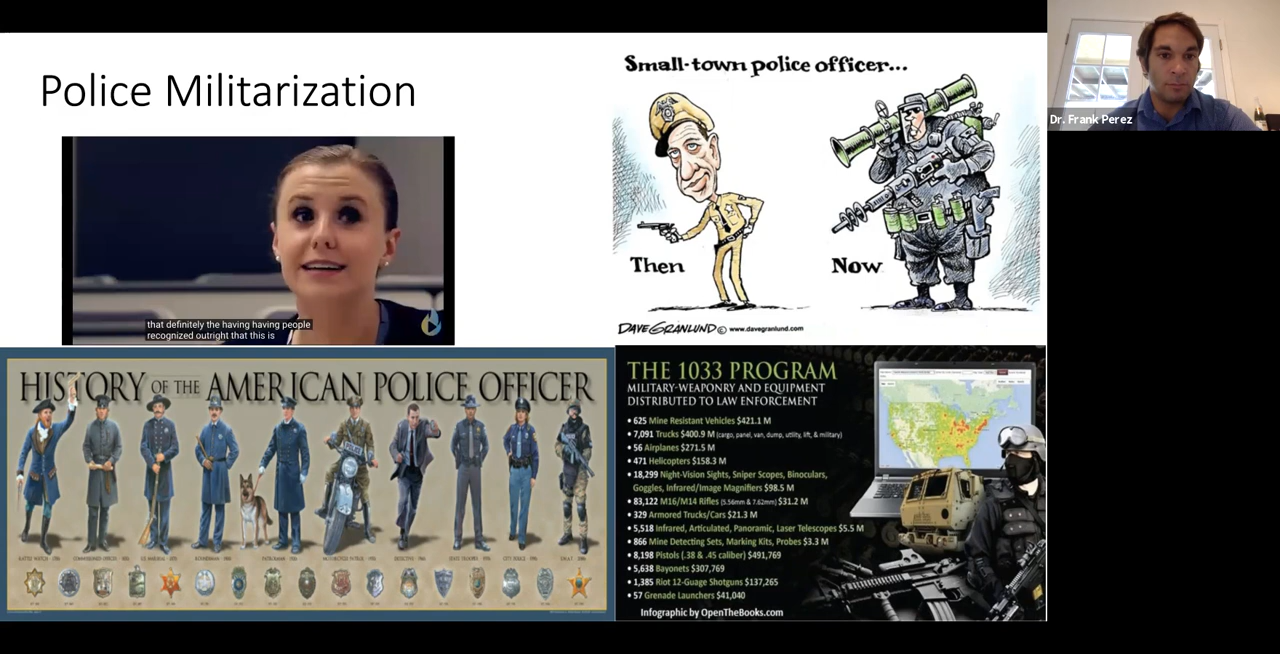 Police Militarization
that definitely the having having people
recognized outright that this is
Small-town police officer...
Then
Now
DAVE GRANLUND © www.davegranlund.com
Dr. Frank Perez
HISTORY OF THE AMERICAN POLICE OFFICER
POLICE
THE 1033 PROGRAM
MILITARY-WEAPONRY AND EQUIPMENT
DISTRIBUTED TO LAW ENFORCEMENT
• 625 Mine Resistant Vehicles $421.1 M
• 7,091 Trucks $400.9 M (cargo, panel, van, dump, utility, lift, & military)
• 56 Airplanes $271.5 M
• 471 Helicopters $158.3 M
• 18,299 Night-Vision Sights, Sniper Scopes, Binoculars,
Goggles, Infrared/Image Magnifiers $98.5 M
• 83,122 M16/M14 Rifles (5.56mm & 7.62mm) $31.2 M
• 329 Armored Trucks/Cars $21.3 M
• 5,518 Infrared, Articulated, Panoramic, Laser Telescopes $5.5 M
• 866 Mine Detecting Sets, Marking Kits, Probes $3.3 M
• 8,198 Pistols (.38 & .45 caliber) $491,769
• 5,638 Bayonets $307,769
• 1,385 Riot 12-Guage Shotguns $137,265
• 57 Grenade Launchers $41,040
Infographic by OpenTheBooks.com